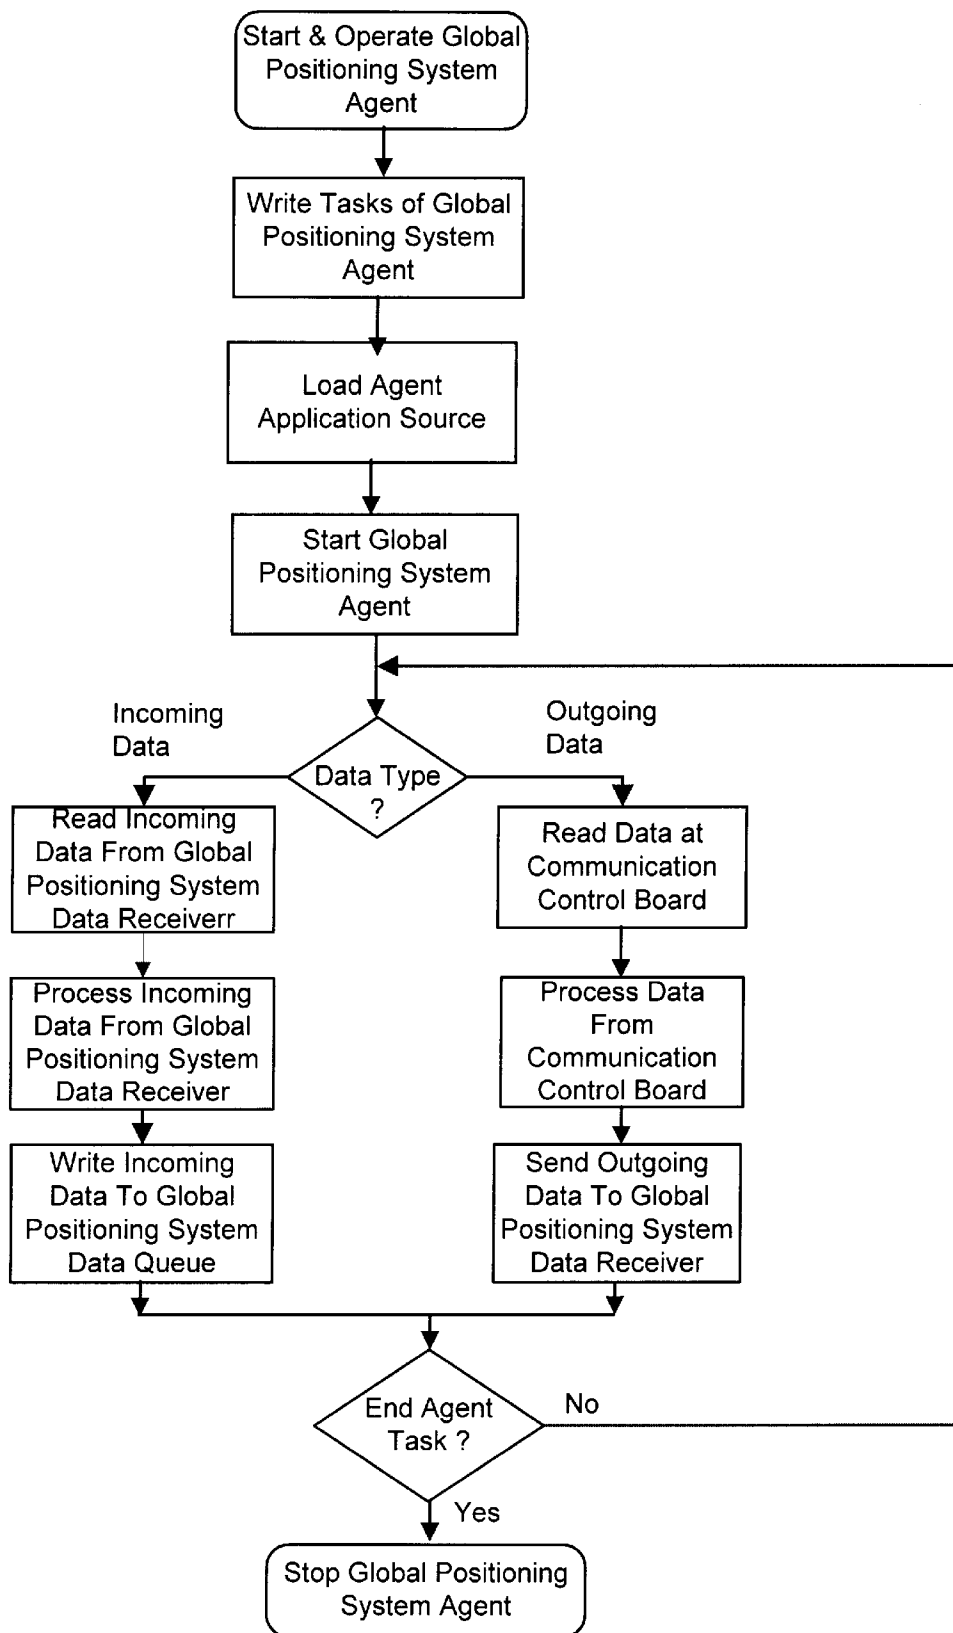 Start & Operate Global
Positioning System
Agent
Write Tasks of Global
Positioning System
Agent
Load Agent
Application Source
Start Global
Positioning System
Agent
Incoming
Data
Outgoing
Data
Data Type
?
Read Incoming
Data From Global
Positioning System
Data Receiverr
Read Data at
Communication
Control Board
Process Incoming
Data From Global
Positioning System
Data Receiver
Process Data
From
Communication
Control Board
Write Incoming
Data To Global
Positioning System
Data Queue
Send Outgoing
Data To Global
Positioning System
Data Receiver
End Agent
Task ?
No
Yes
Stop Global Positioning
System Agent